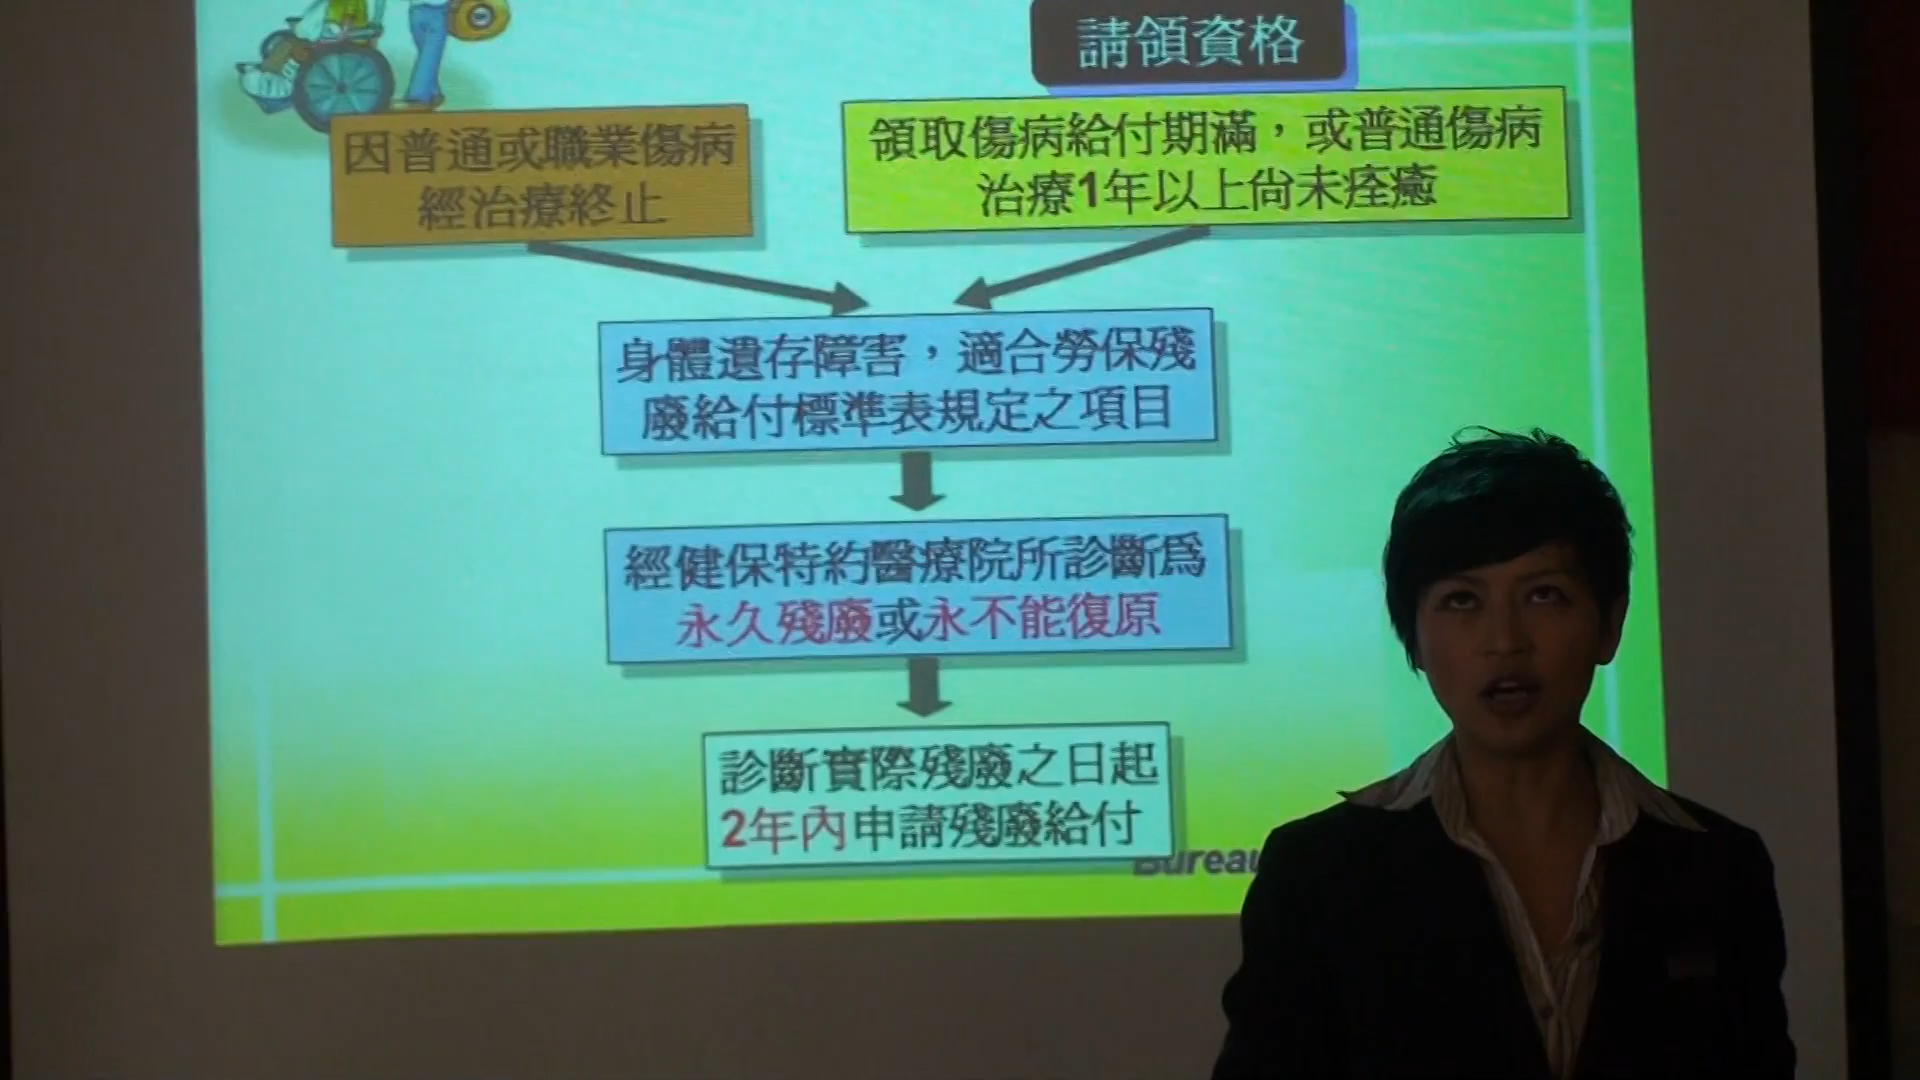 請領資格
因普通或職業傷病
經治療終止
領取傷病給付期滿，或普通傷病
治療1年以上尚未痊癒
身體遺存障害，適合勞保殘
廢給付標準表規定之項目
經健保特約醫療院所診斷為
永久殘廢或永不能復原
診斷實際殘廢之日起
2年內申請殘廢給付
Bureau